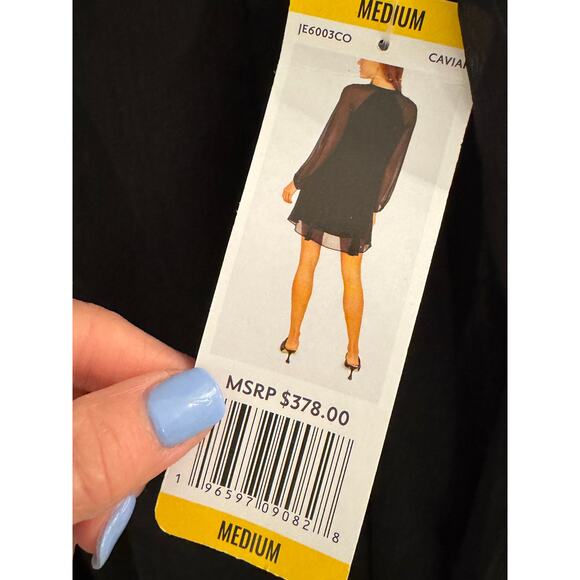 MEDIUM
JE6003CO CAVIAR
MSRP $378.00
1 96597 09082 8
MEDIUM